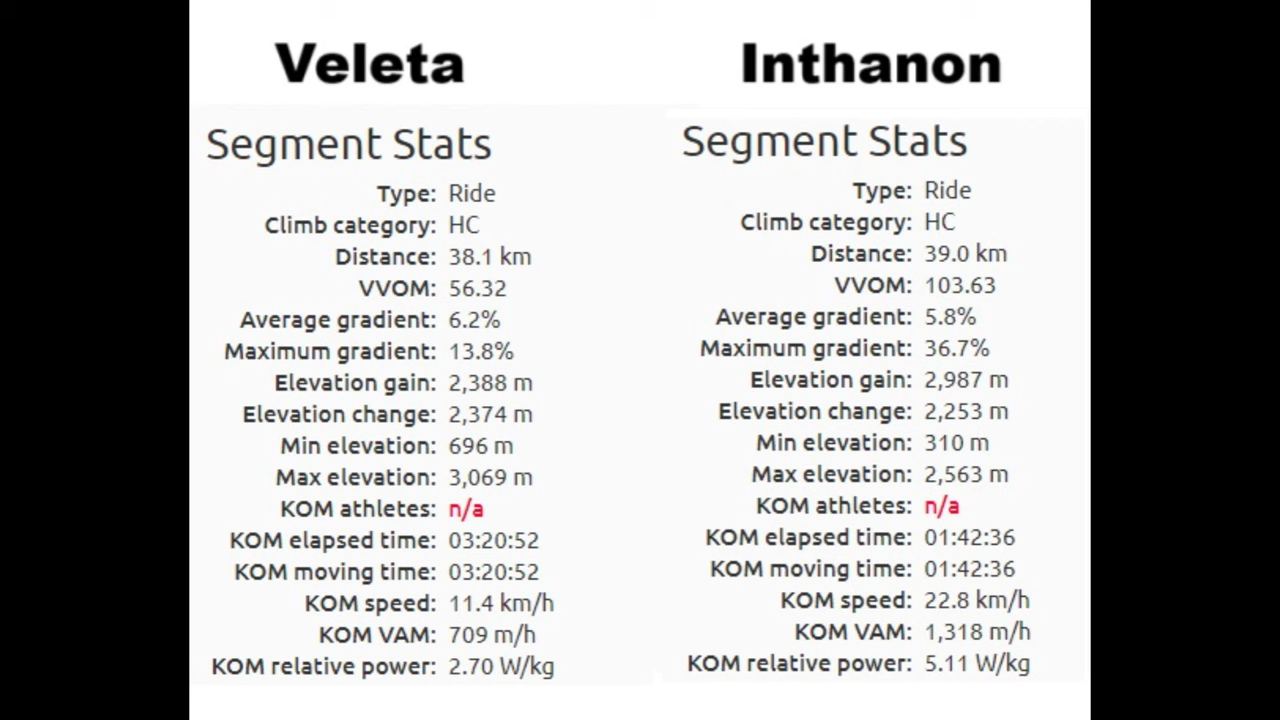 Veleta
Segment Stats
Type: Ride
Climb category: HC
Distance: 38.1 km
VVOM: 56.32
Average gradient: 6.2%
Maximum gradient: 13.8%
Elevation gain: 2,388 m
Elevation change: 2,374 m
Min elevation: 696 m
Max elevation: 3,069 m
KOM athletes: n/a
KOM elapsed time: 03:20:52
KOM moving time: 03:20:52
KOM speed: 11.4 km/h
KOM VAM: 709 m/h
KOM relative power: 2.70 W/kg
Inthanon
Segment Stats
Type: Ride
Climb category: HC
Distance: 39.0 km
VVOM: 103.63
Average gradient: 5.8%
Maximum gradient: 36.7%
Elevation gain: 2,987 m
Elevation change: 2,253 m
Min elevation: 310 m
Max elevation: 2,563 m
KOM athletes: n/a
KOM elapsed time: 01:42:36
KOM moving time: 01:42:36
KOM speed: 22.8 km/h
KOM VAM: 1,318 m/h
KOM relative power: 5.11 W/kg